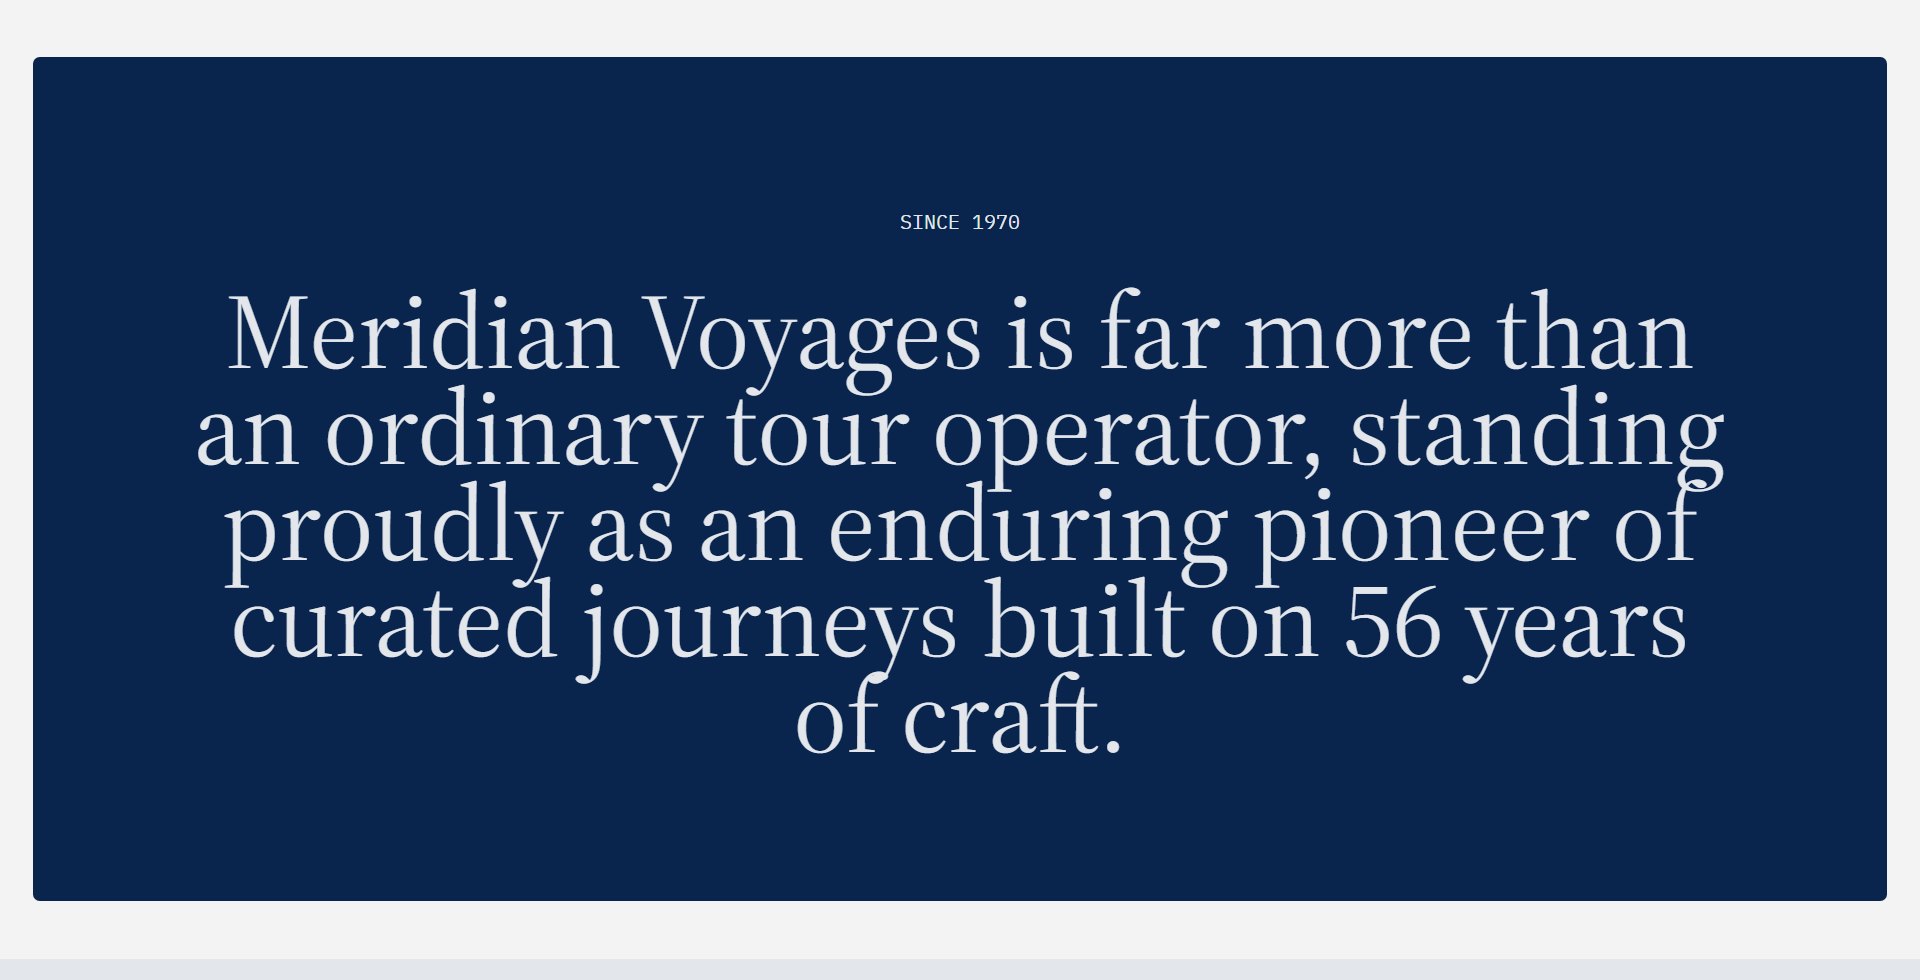 SINCE 1970
Meridian Voyages is far more than
an ordinary tour operator, standing
proudly as an enduring pioneer of
curated journeys built on 56 years
of craft.